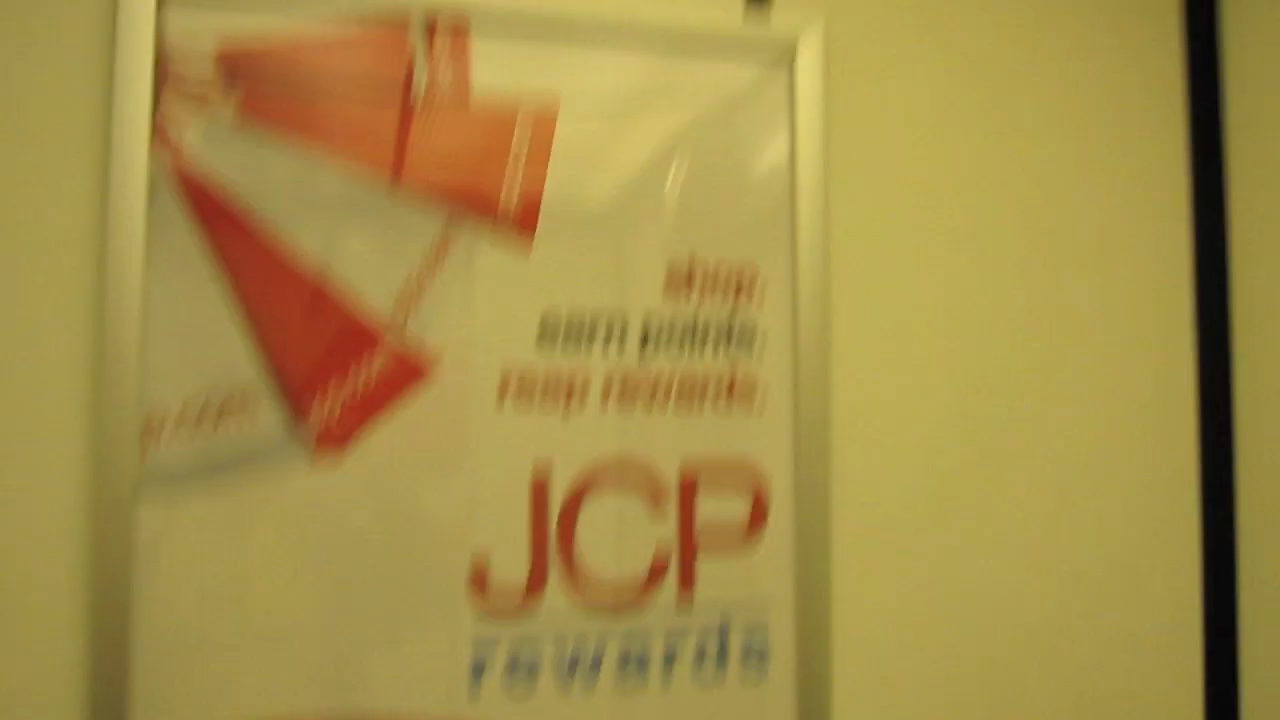 shop.
earn points.
reap rewards.
JCP
rewards